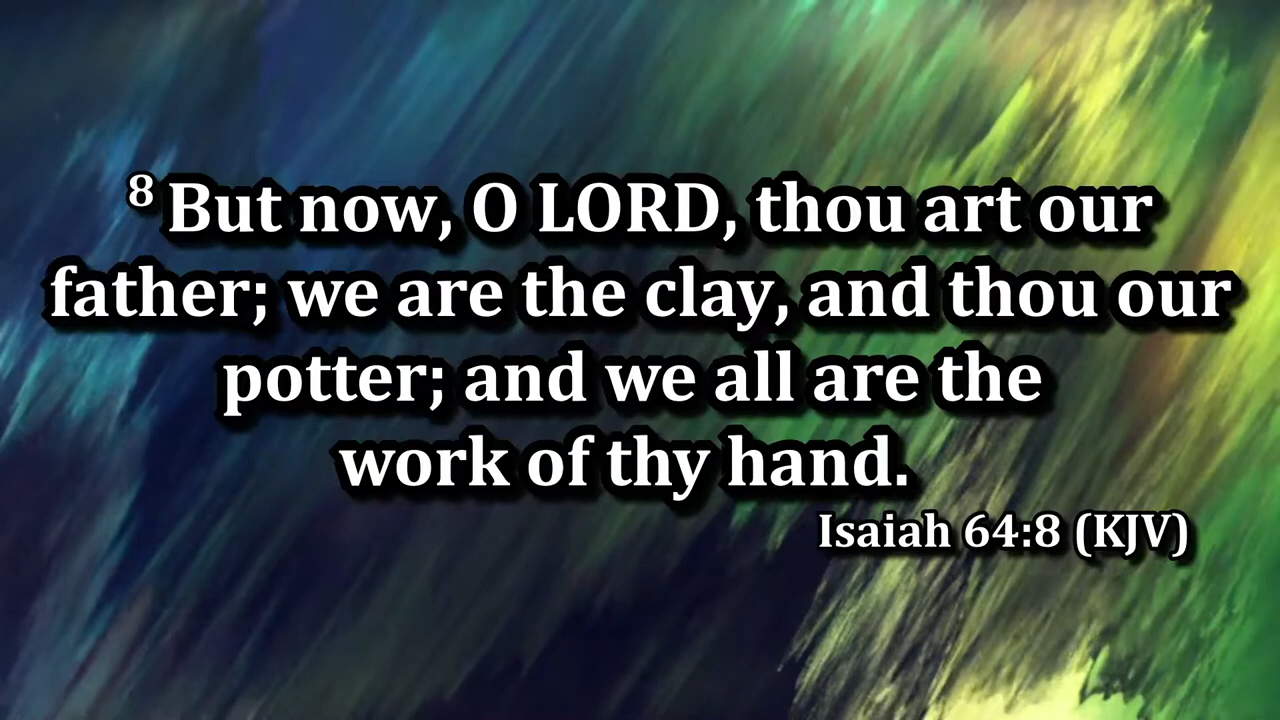 8 But now, O LORD, thou art our
father; we are the clay, and thou our
potter; and we all are the
work of thy hand.
Isaiah 64:8 (KJV)